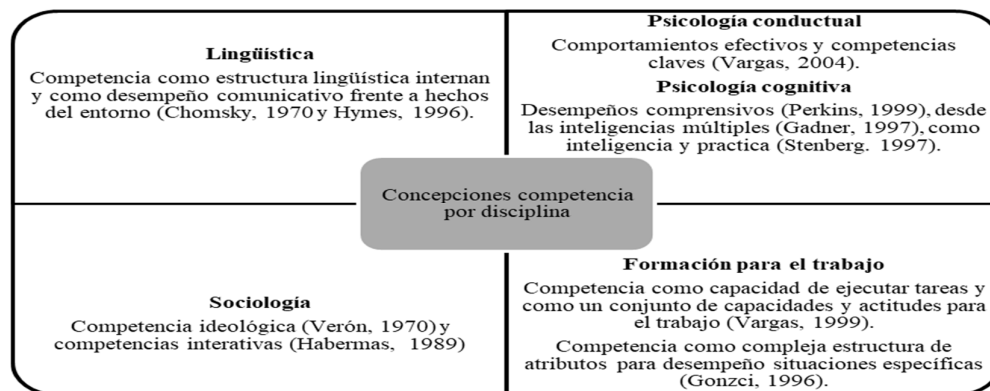 Lingüística
Competencia como estructura lingüística internan
y como desempeño comunicativo frente a hechos
del entorno (Chomsky, 1970 y Hymes, 1996).
Psicología conductual
Comportamientos efectivos y competencias
claves (Vargas, 2004).
Psicología cognitiva
Desempeños comprensivos (Perkins, 1999), desde
las inteligencias múltiples (Gadner, 1997), como
inteligencia y practica (Stenberg. 1997).
Concepciones competencia
por disciplina
Sociología
Competencia ideológica (Verón, 1970) y
competencias interativas (Habermas, 1989)
Formación para el trabajo
Competencia como capacidad de ejecutar tareas y
como un conjunto de capacidades y actitudes para
el trabajo (Vargas, 1999).
Competencia como compleja estructura de
atributos para desempeño situaciones específicas
(Gonzci, 1996).